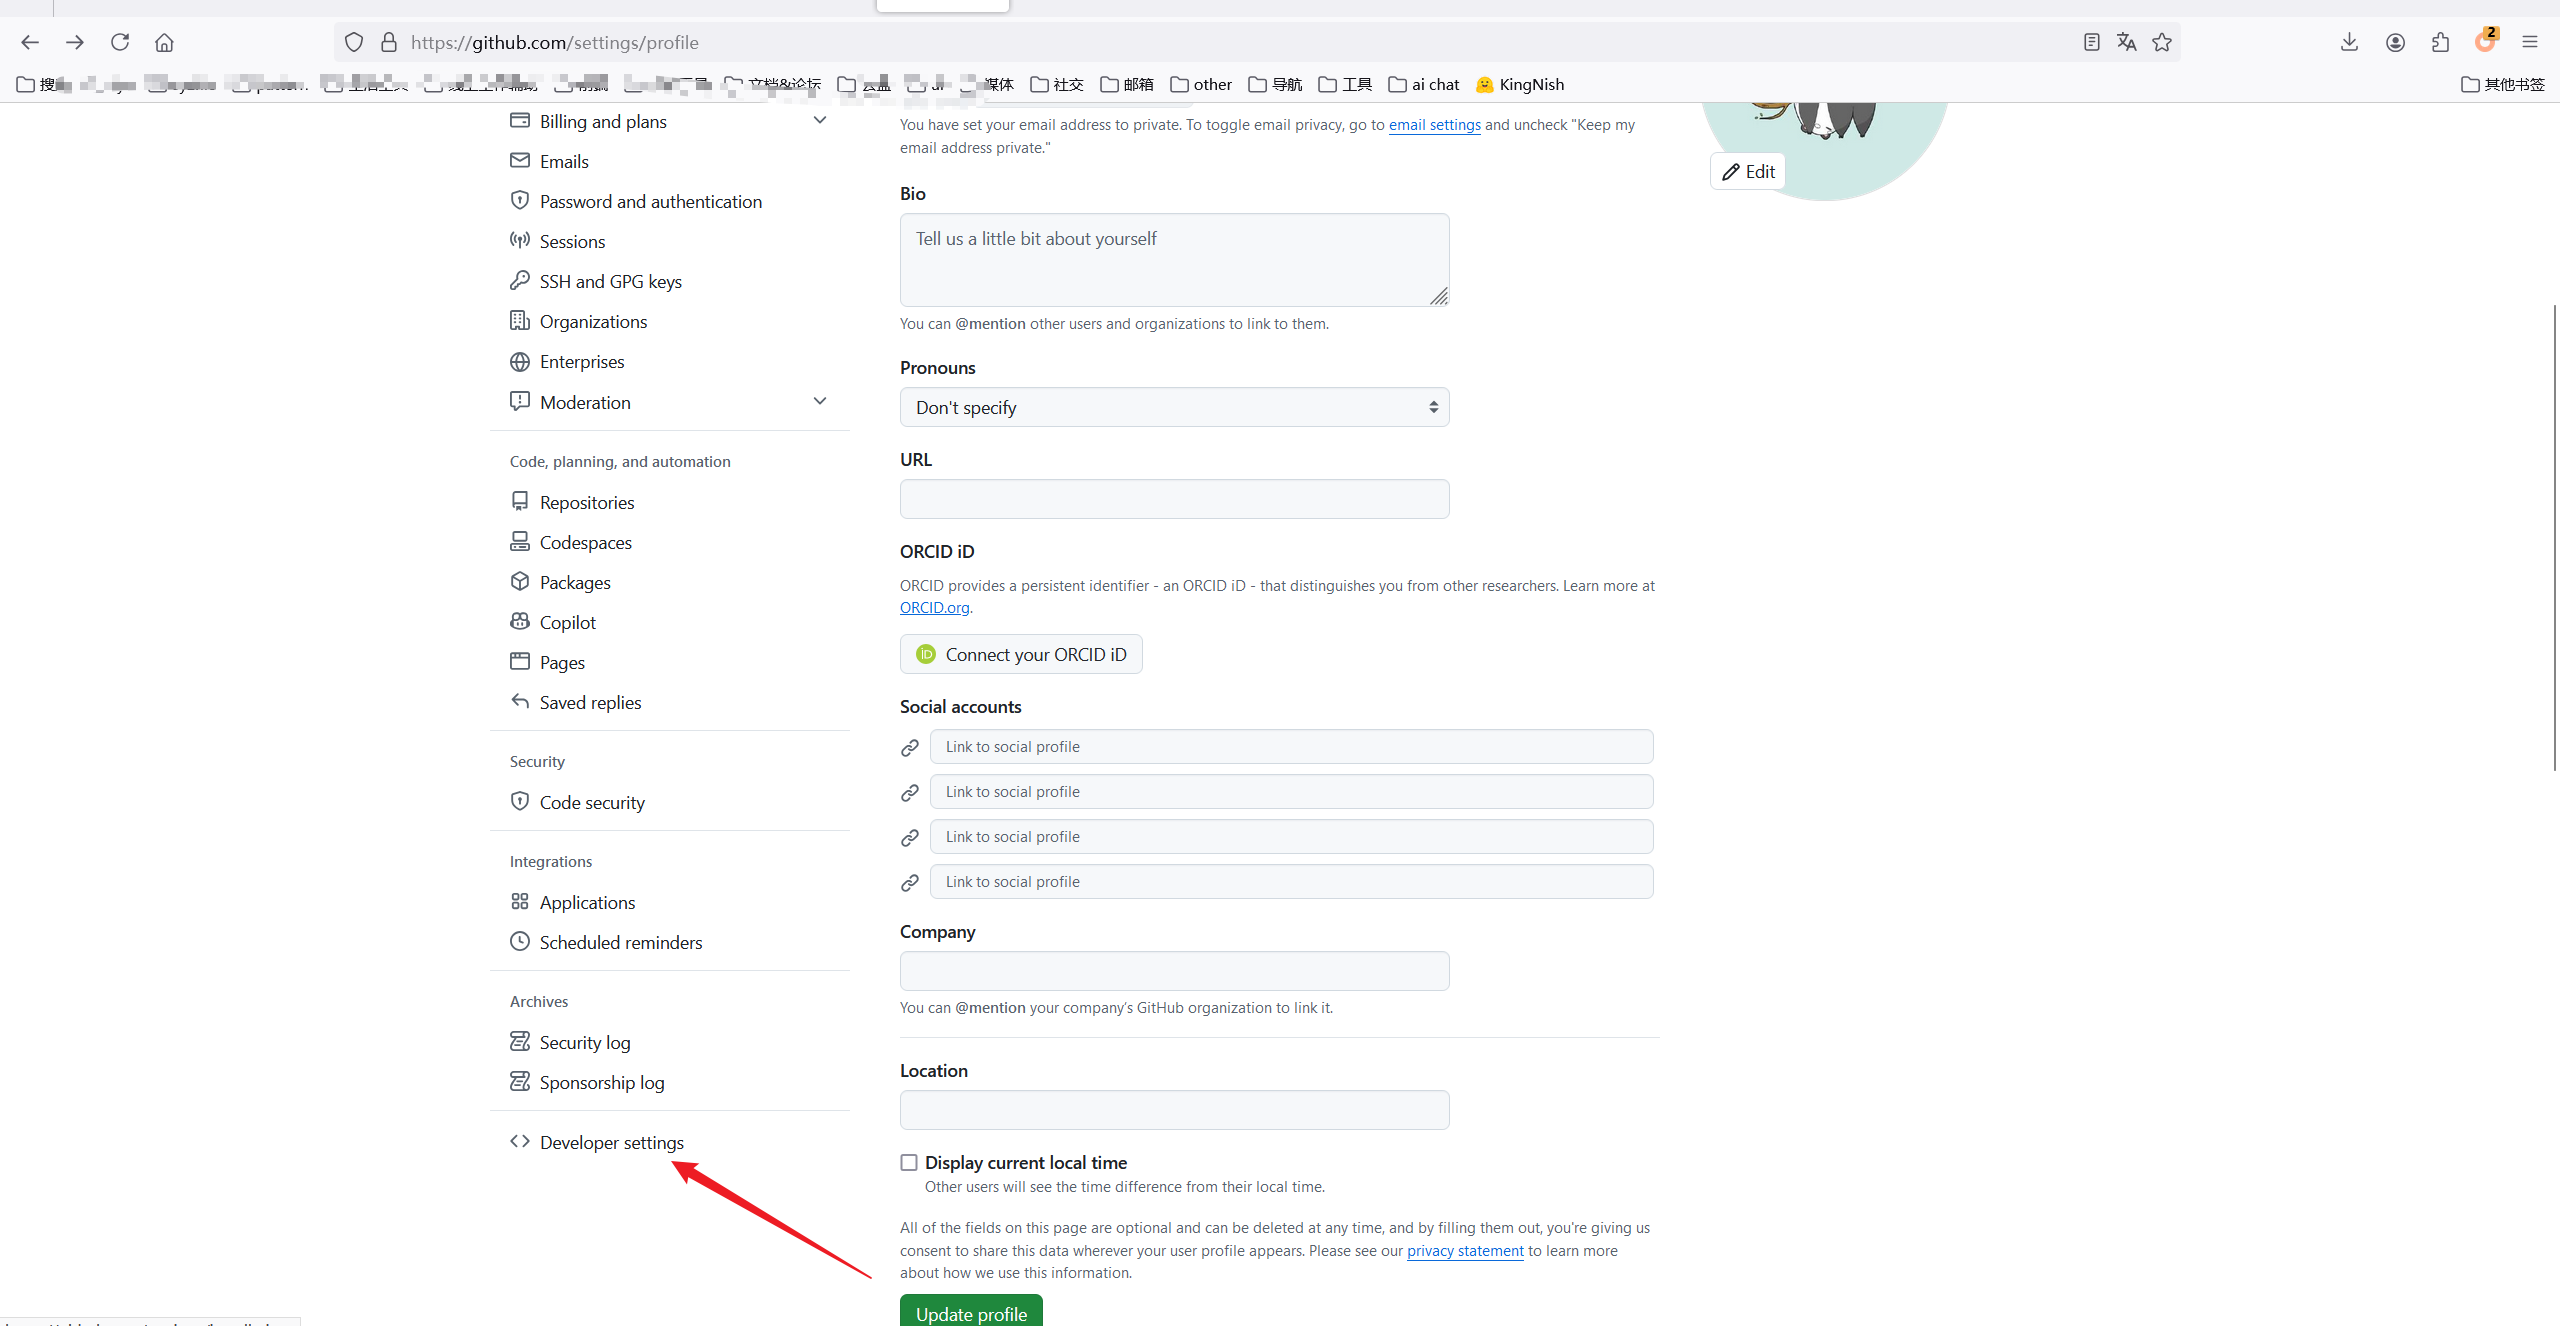 https://github.com/settings/profile
2
搜
文档&论坛
云盘
媒体
社交
邮箱
other
导航
工具
ai chat
KingNish
其他书签
Billing and plans
Emails
Password and authentication
Sessions
SSH and GPG keys
Organizations
Enterprises
Moderation
Code, planning, and automation
Repositories
Codespaces
Packages
Copilot
Pages
Saved replies
Security
Code security
Integrations
Applications
Scheduled reminders
Archives
Security log
Sponsorship log
Developer settings
You have set your email address to private. To toggle email privacy, go to email settings and uncheck "Keep my
email address private."
Edit
Bio
Tell us a little bit about yourself
You can @mention other users and organizations to link to them.
Pronouns
Don't specify
URL
ORCID iD
ORCID provides a persistent identifier - an ORCID iD - that distinguishes you from other researchers. Learn more at
ORCID.org.
iD Connect your ORCID iD
Social accounts
Link to social profile
Link to social profile
Link to social profile
Link to social profile
Company
You can @mention your company's GitHub organization to link it.
Location
Display current local time
Other users will see the time difference from their local time.
All of the fields on this page are optional and can be deleted at any time, and by filling them out, you're giving us
consent to share this data wherever your user profile appears. Please see our privacy statement to learn more
about how we use this information.
Update profile